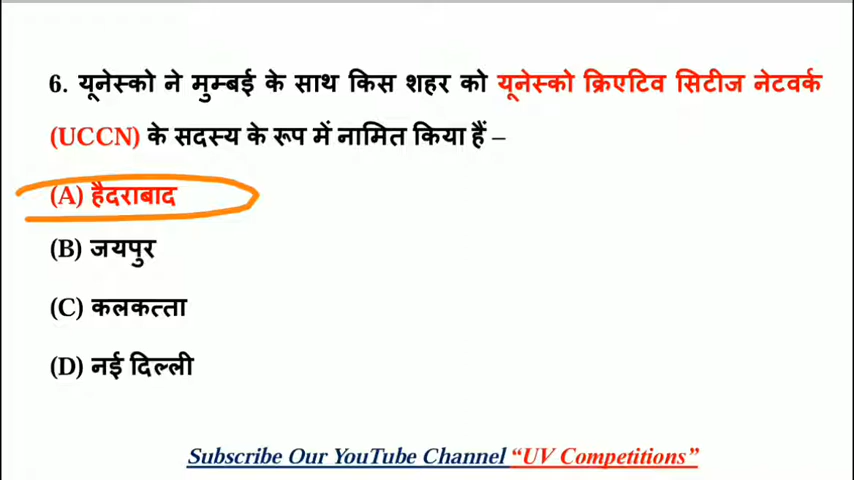 6. यूनेस्को ने मुम्बई के साथ किस शहर को यूनेस्को क्रिएटिव सिटीज नेटवर्क
(UCCN) के सदस्य के रूप में नामित किया हैं –
(A) हैदराबाद
(B) जयपुर
(C) कलकत्ता
(D) नई दिल्ली
Subscribe Our YouTube Channel “UV Competitions”